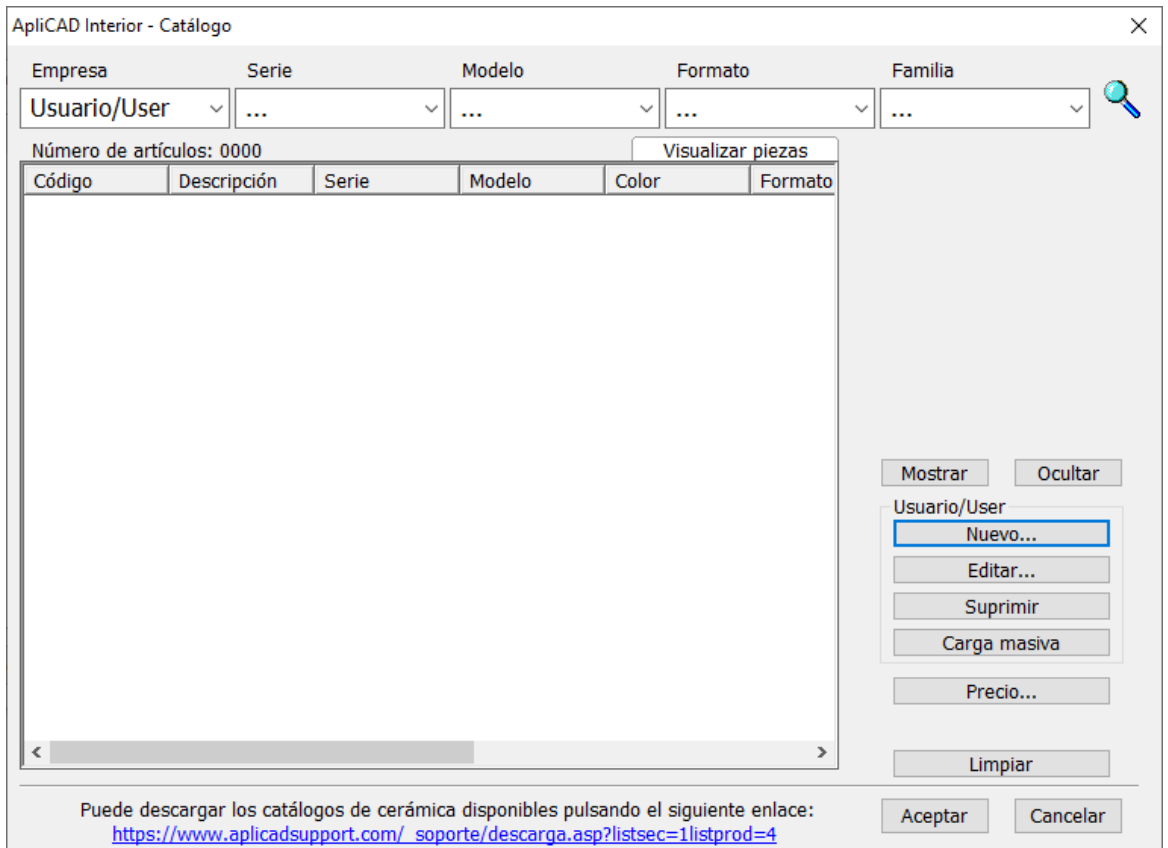 ApliCAD Interior - Catálogo
Empresa Serie Modelo Formato Familia
Usuario/User ... ... ... ...
Número de artículos: 0000 Visualizar piezas
Código Descripción Serie Modelo Color Formato
Mostrar Ocultar
Usuario/User
Nuevo...
Editar...
Suprimir
Carga masiva
Precio...
Limpiar
Puede descargar los catálogos de cerámica disponibles pulsando el siguiente enlace:
https://www.aplicadsupport.com/_soporte/descarga.asp?listsec=1listprod=4
Aceptar Cancelar